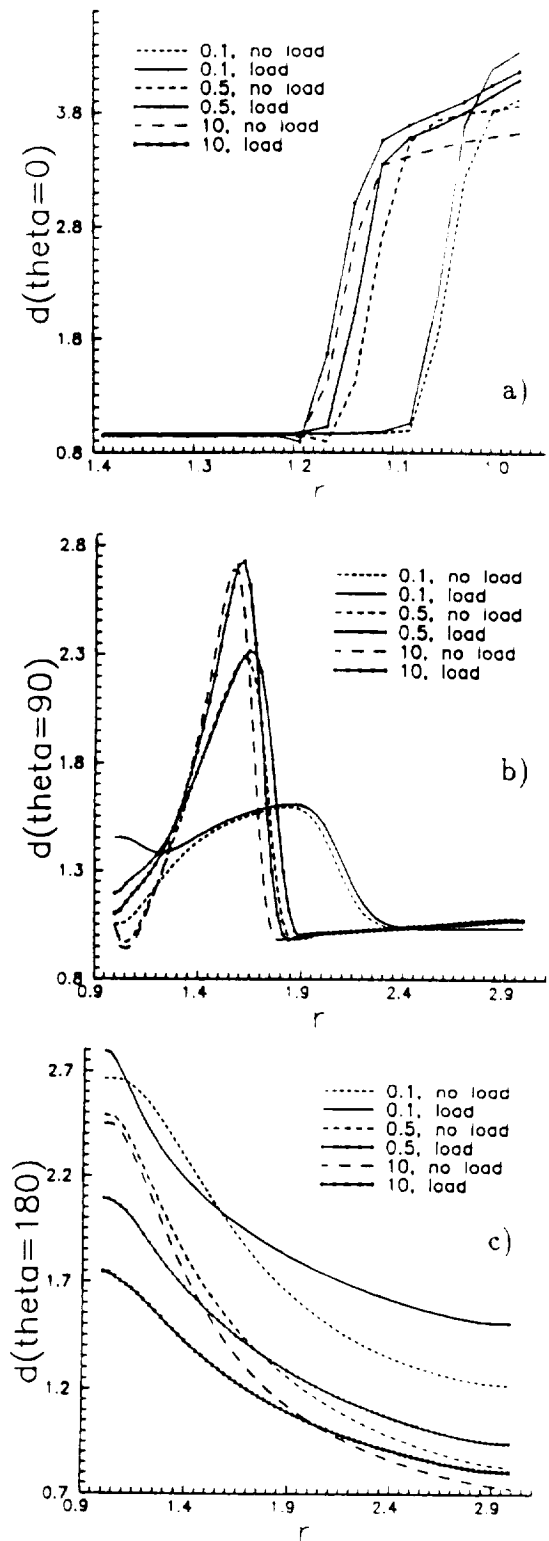 0.1, no load
0.1, load
0.5, no load
0.5, load
10, no load
10, load
d(theta=0)
3.8
2.8
1.8
0.8
a)
1.4 1.3 1.2 1.1 1.0
r
2.8
2.3
1.8
1.3
0.8
d(theta=90)
0.1, no load
0.1, load
0.5, no load
0.5, load
10, no load
10, load
b)
0.9 1.4 1.9 2.4 2.9
r
2.7
2.2
1.7
1.2
0.7
d(theta=180)
0.1, no load
0.1, load
0.5, no load
0.5, load
10, no load
10, load
c)
0.9 1.4 1.9 2.4 2.9
r